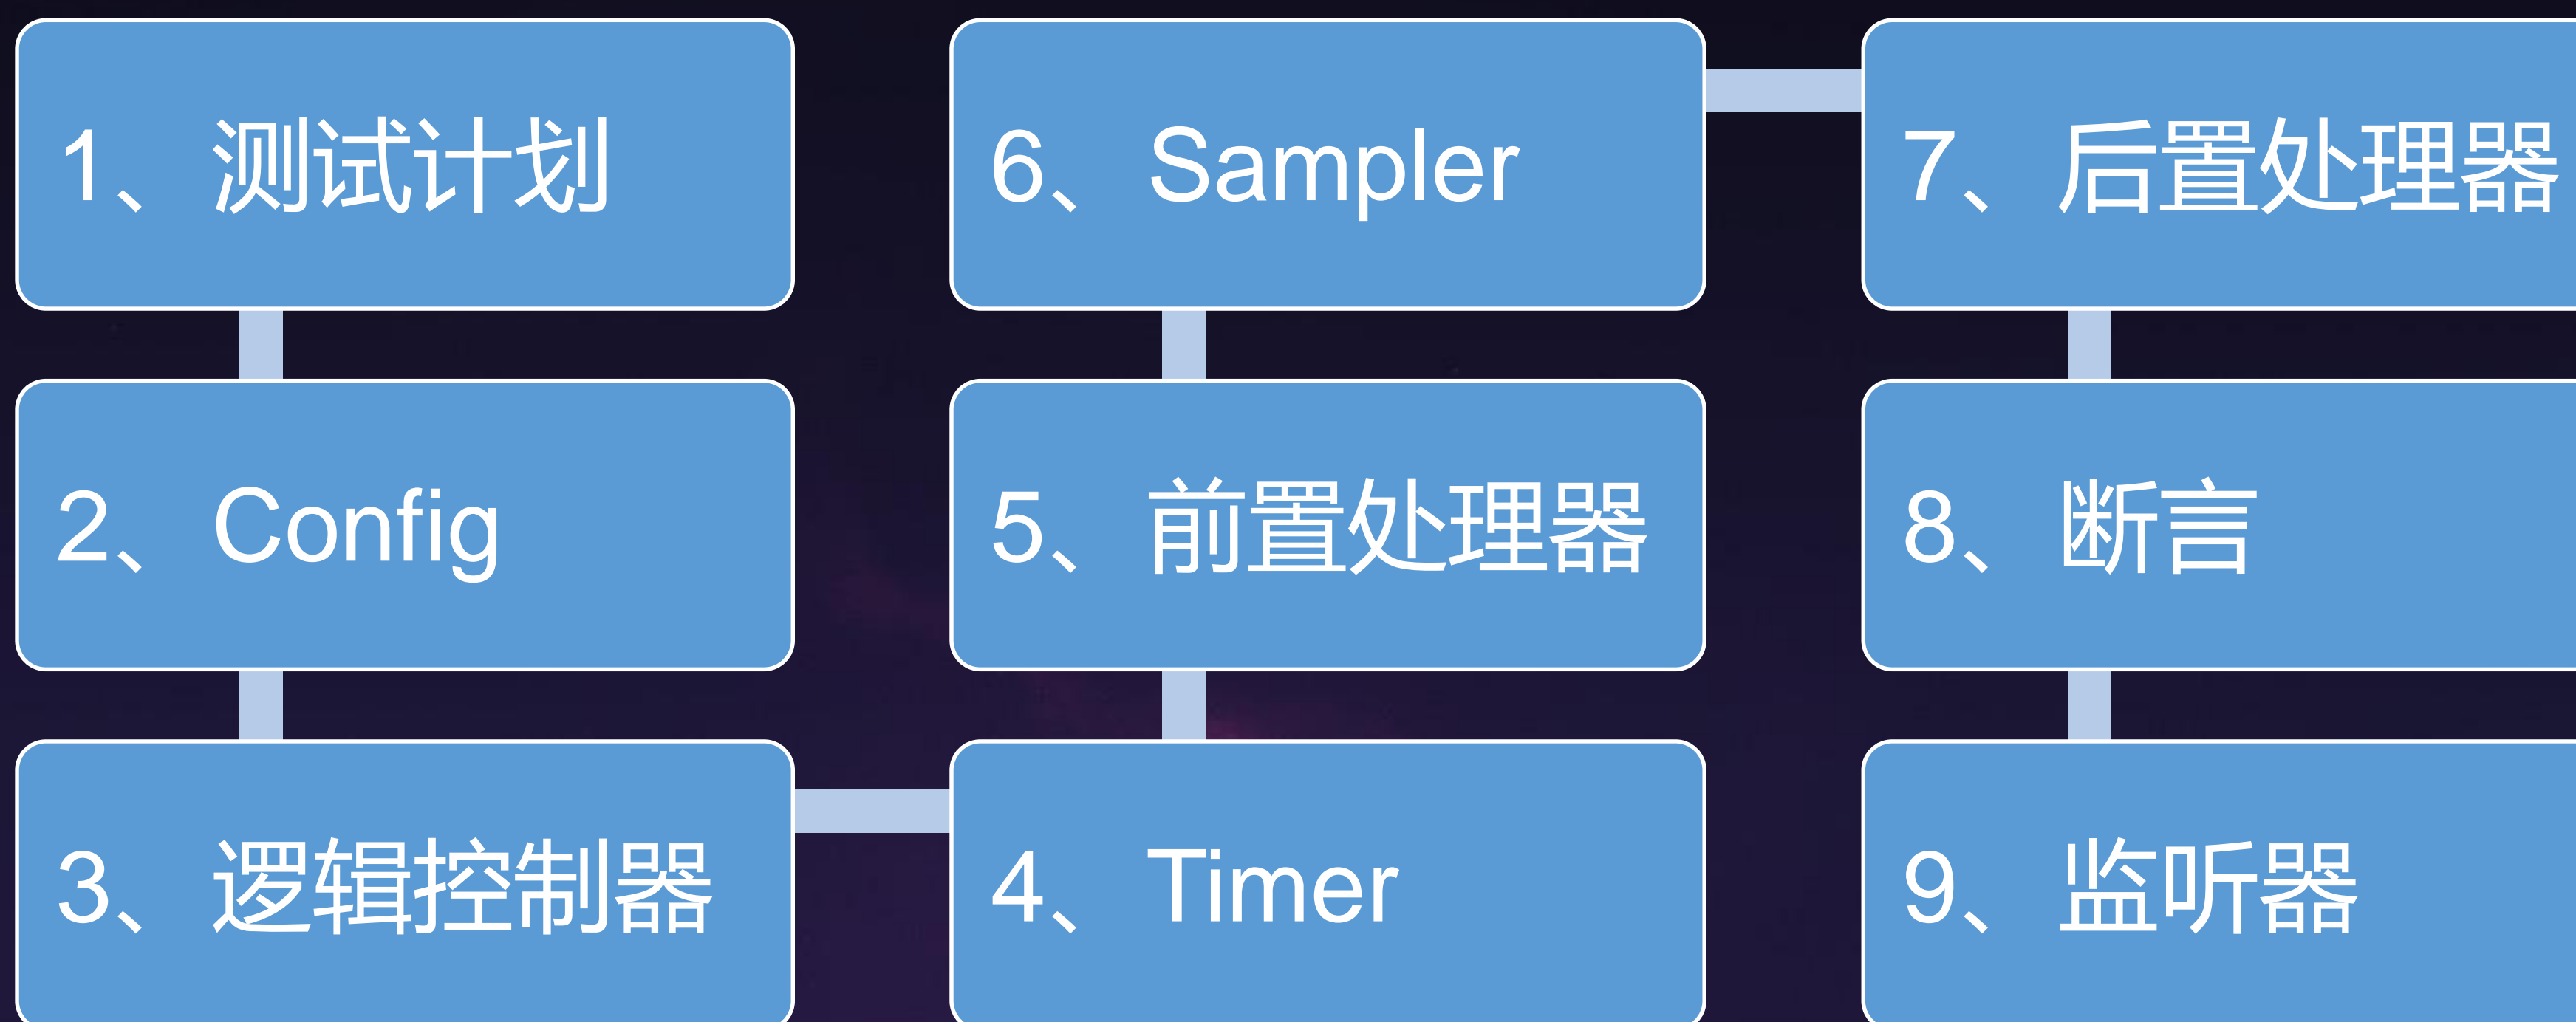 1、 测试计划
2、 Config
3、 逻辑控制器
4、 Timer
5、 前置处理器
6、 Sampler
7、 后置处理器
8、 断言
9、 监听器